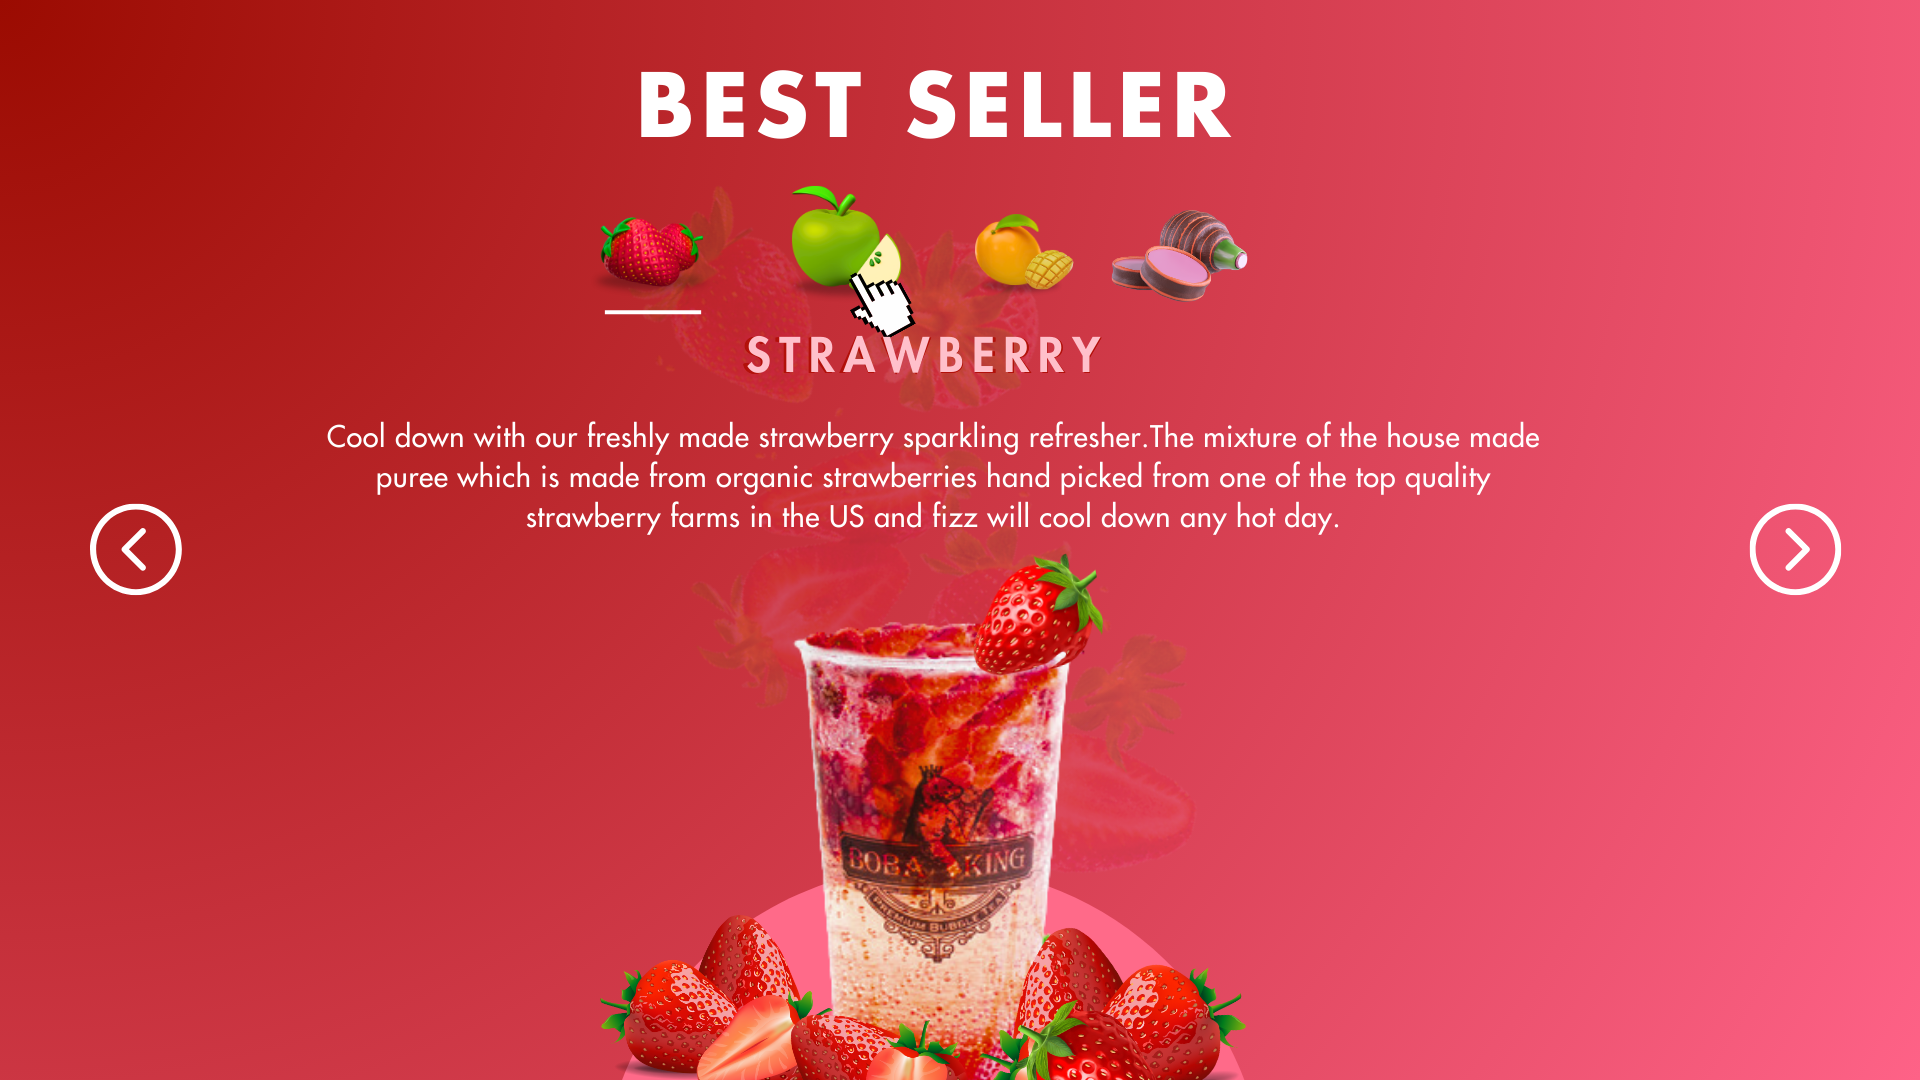 BEST SELLER
STRAWBERRY
Cool down with our freshly made strawberry sparkling refresher.The mixture of the house made
puree which is made from organic strawberries hand picked from one of the top quality
strawberry farms in the US and fizz will cool down any hot day.
BOBA KING
PREMIUM BUBBLE TEA